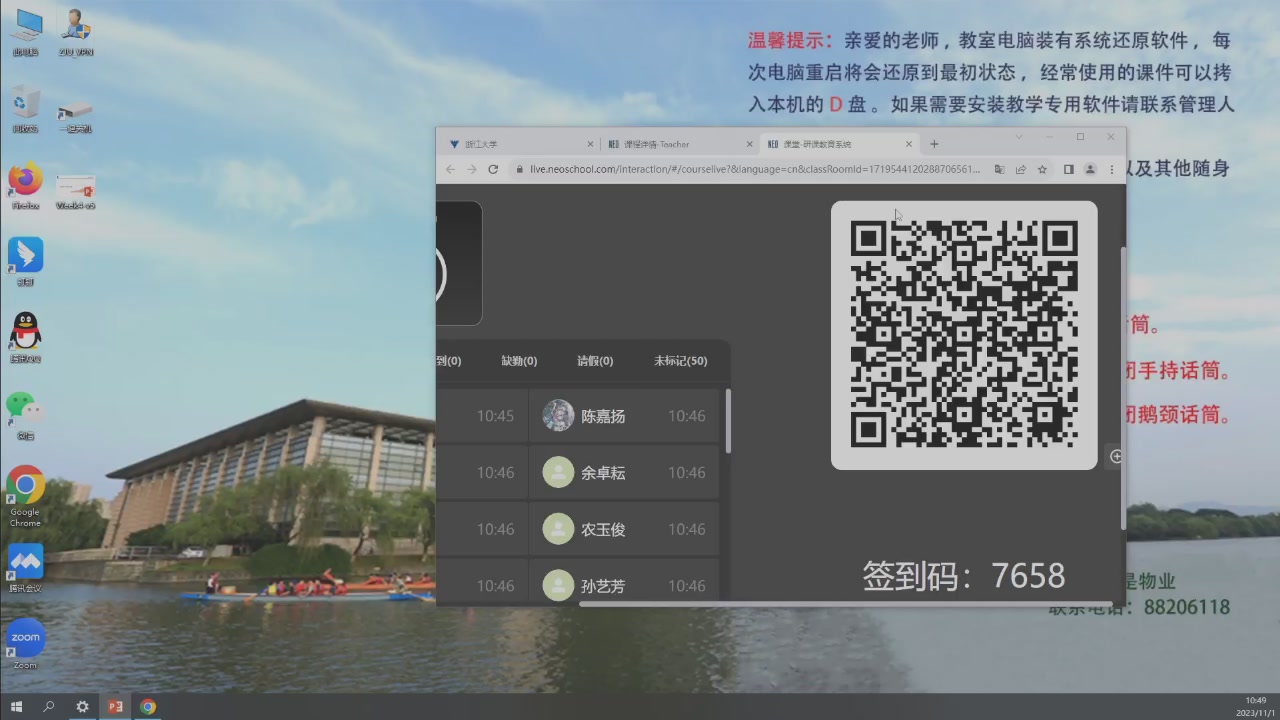 此电脑
ZJU_VPN
回收站
一键关机
Firefox
Week4-v5
钉钉
腾讯QQ
微信
Google Chrome
腾讯会议
zoom
Zoom
温馨提示：亲爱的老师，教室电脑装有系统还原软件，每
次电脑重启将会还原到最初状态，经常使用的课件可以拷
入本机的 D 盘。如果需要安装教学专用软件请联系管理人
以及其他随身
筒。
闭手持话筒。
闭鹅颈话筒。
是物业
联系电话：88206118
浙江大学
NEO 课程详情-Teacher
NEO 课堂-研课教育系统
live.neoschool.com/interaction/#/courselive?&language=cn&classRoomId=1719544120288706561...
到(0)
缺勤(0)
请假(0)
未标记(50)
10:45
陈嘉扬
10:46
10:46
余卓耘
10:46
10:46
农玉俊
10:46
10:46
孙艺芳
10:46
签到码：7658
10:49
2023/11/1